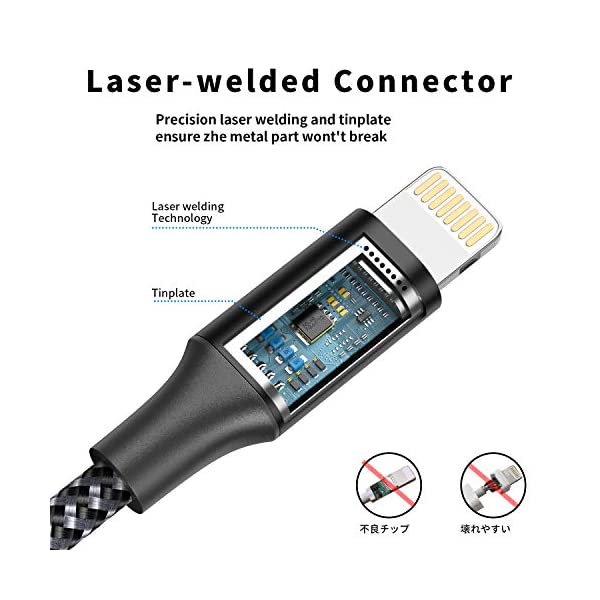 Laser-welded Connector
Precision laser welding and tinplate
ensure zhe metal part wont't break
Laser welding
Technology
Tinplate
不良チップ
壊れやすい